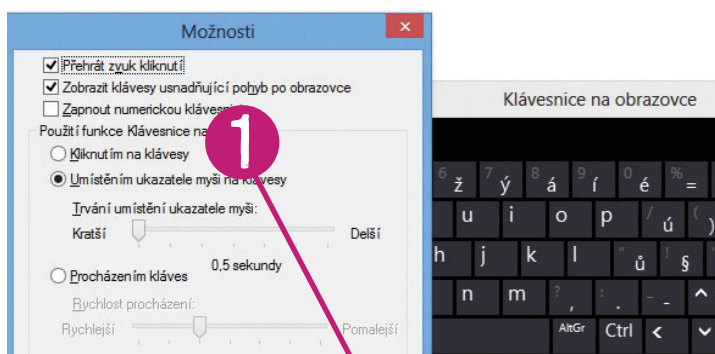 Možnosti
Přehrát zvuk kliknutí
Zobrazit klávesy usnadňující pohyb po obrazovce
Zapnout numerickou
Použití funkce Klávesnice na
1
Kliknutím na klávesy
Umístěním ukazatele myši na klávesy
Trvání umístění ukazatele myši:
Kratší Delší
0,5 sekundy
Procházením kláves
Rychlost procházení:
Rychlejší Pomalejší
Klávesnice na obrazovce
6 ž 7 ý 8 á 9 í 0 é % =
u i o p / ú ( )
h j k l " ů ! §
n m ? , : . _ -
AltGr Ctrl